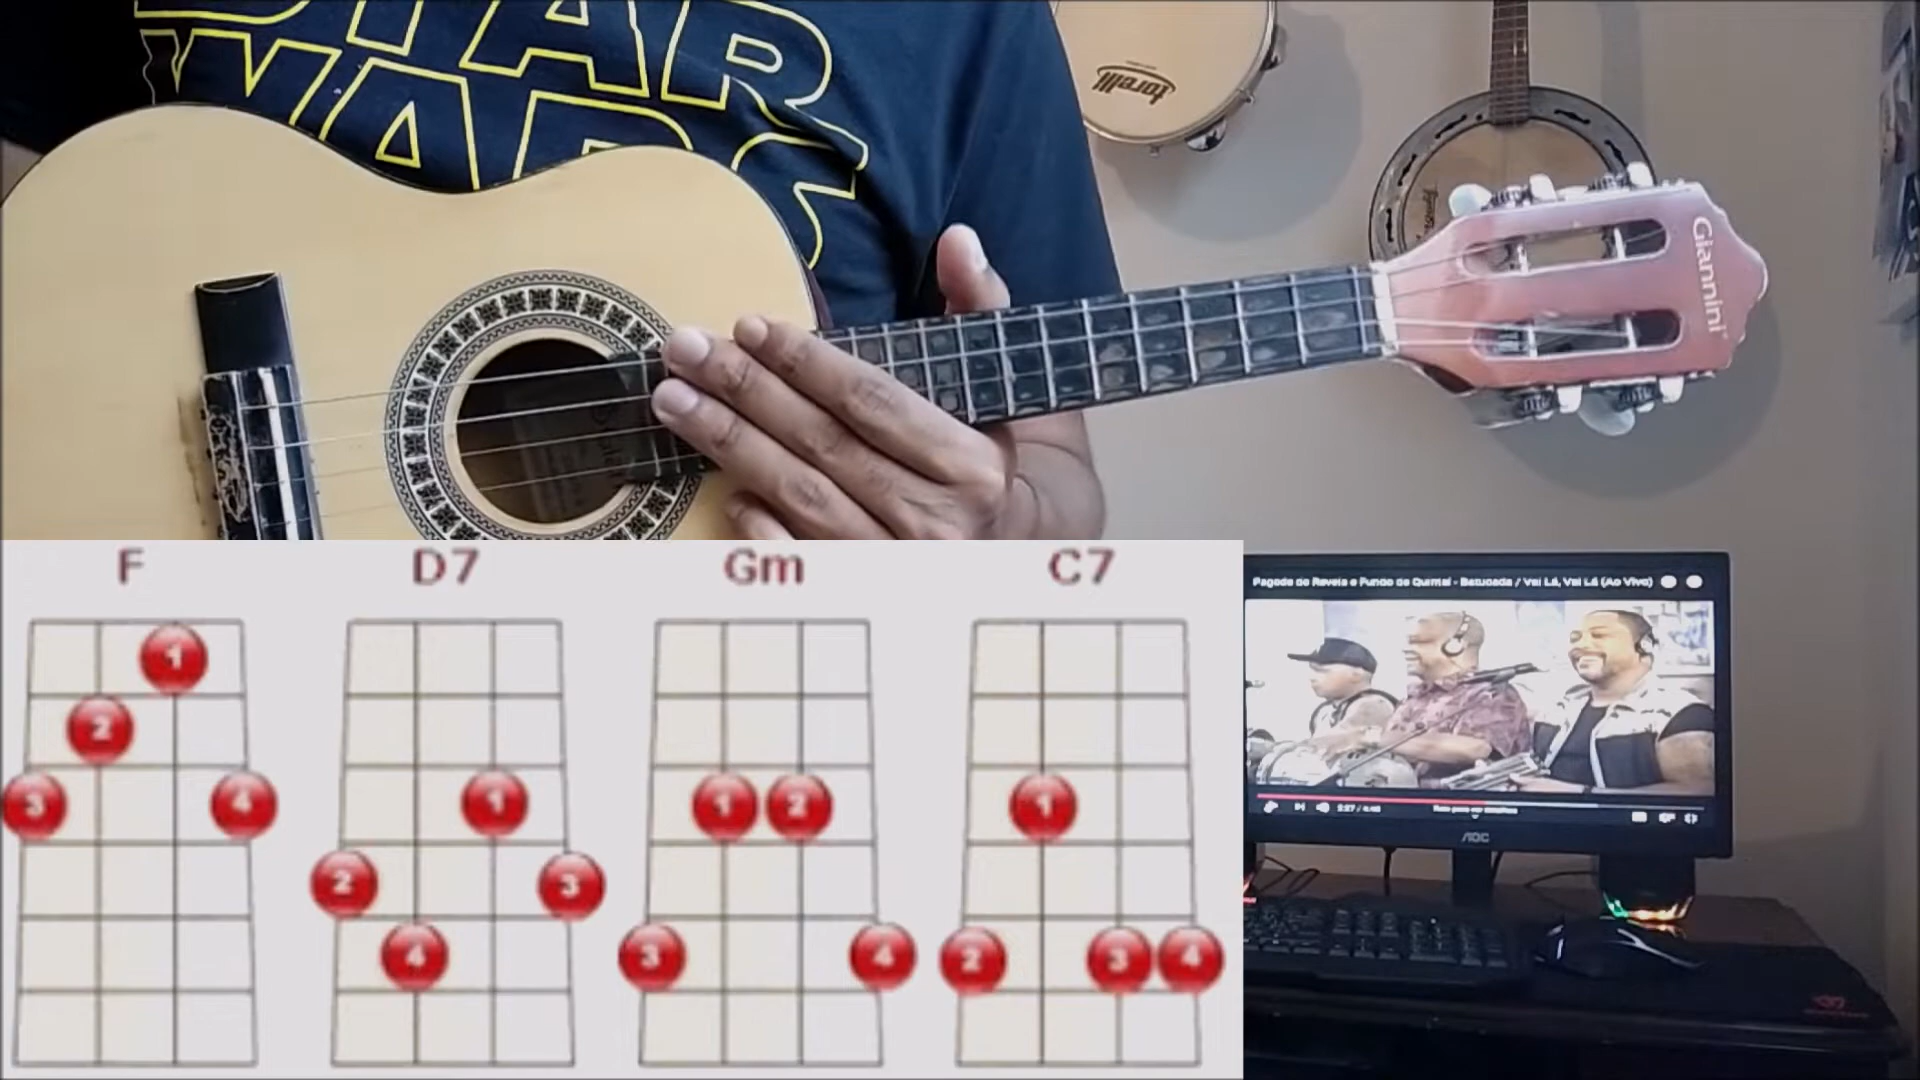 STAR
WARS
torelli
Giannini
F
D7
Gm
C7
1
2
3
4
1
2
3
4
1
2
3
4
1
2
3
4
Pagode do Revela e Fundo de Quintal - Batucada / Vai Lá, Vai Lá (Ao Vivo)
AOC